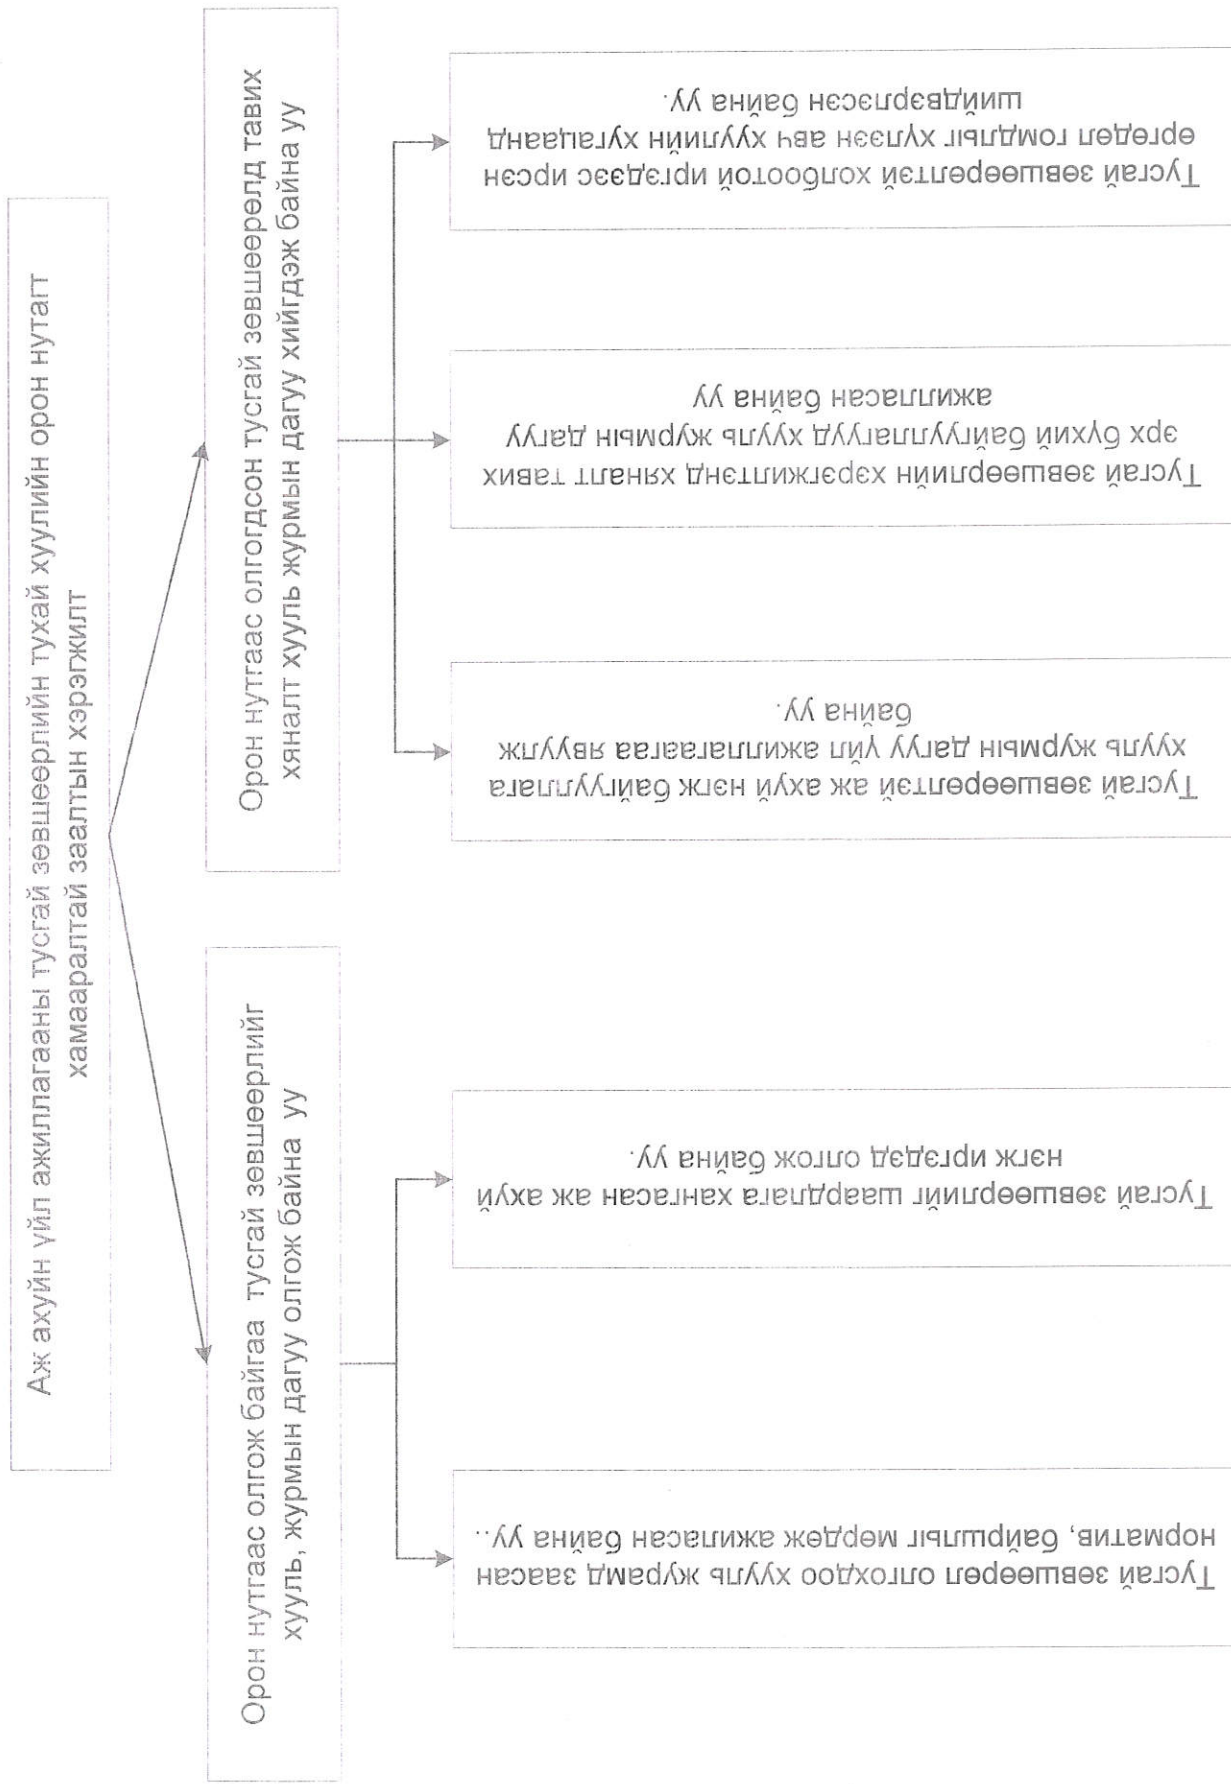 Аж ахуйн үйл ажиллагааны тусгай зөвшөөрлийн тухай хуулийн орон нутагт
хамааралтай заалтын хэрэгжилт
Орон нутгаас олгож байгаа тусгай зөвшөөрлийг
хууль, журмын дагуу олгож байна уу
Орон нутгаас олгогдсон тусгай зөвшөөрөлд тавих
хяналт хууль журмын дагуу хийгдэж байна уу
Тусгай зөвшөөрөл олгохдоо хууль журамд заасан
норматив, байршлыг мөрдөж ажиласан байна уу..
Тусгай зөвшөөрлийг шаардлага хангасан аж ахуй
нэгж иргэдэд олгож байна уу.
Тусгай зөвшөөрөлтэй аж ахуй нэгж байгууллага
хууль журмын дагуу үйл ажиллагаагаа явуулж
байна уу.
Тусгай зөвшөөрлийн хэрэгжилтэнд хяналт тавих
эрх бүхий байгууллагууд хууль журмын дагуу
ажилласан байна уу
Тусгай зөвшөөрөлтэй холбоотой иргэдээс ирсэн
өргөдөл гомдлыг хүлээн авч хуулийн хугацаанд
шийдвэрлэсэн байна уу.